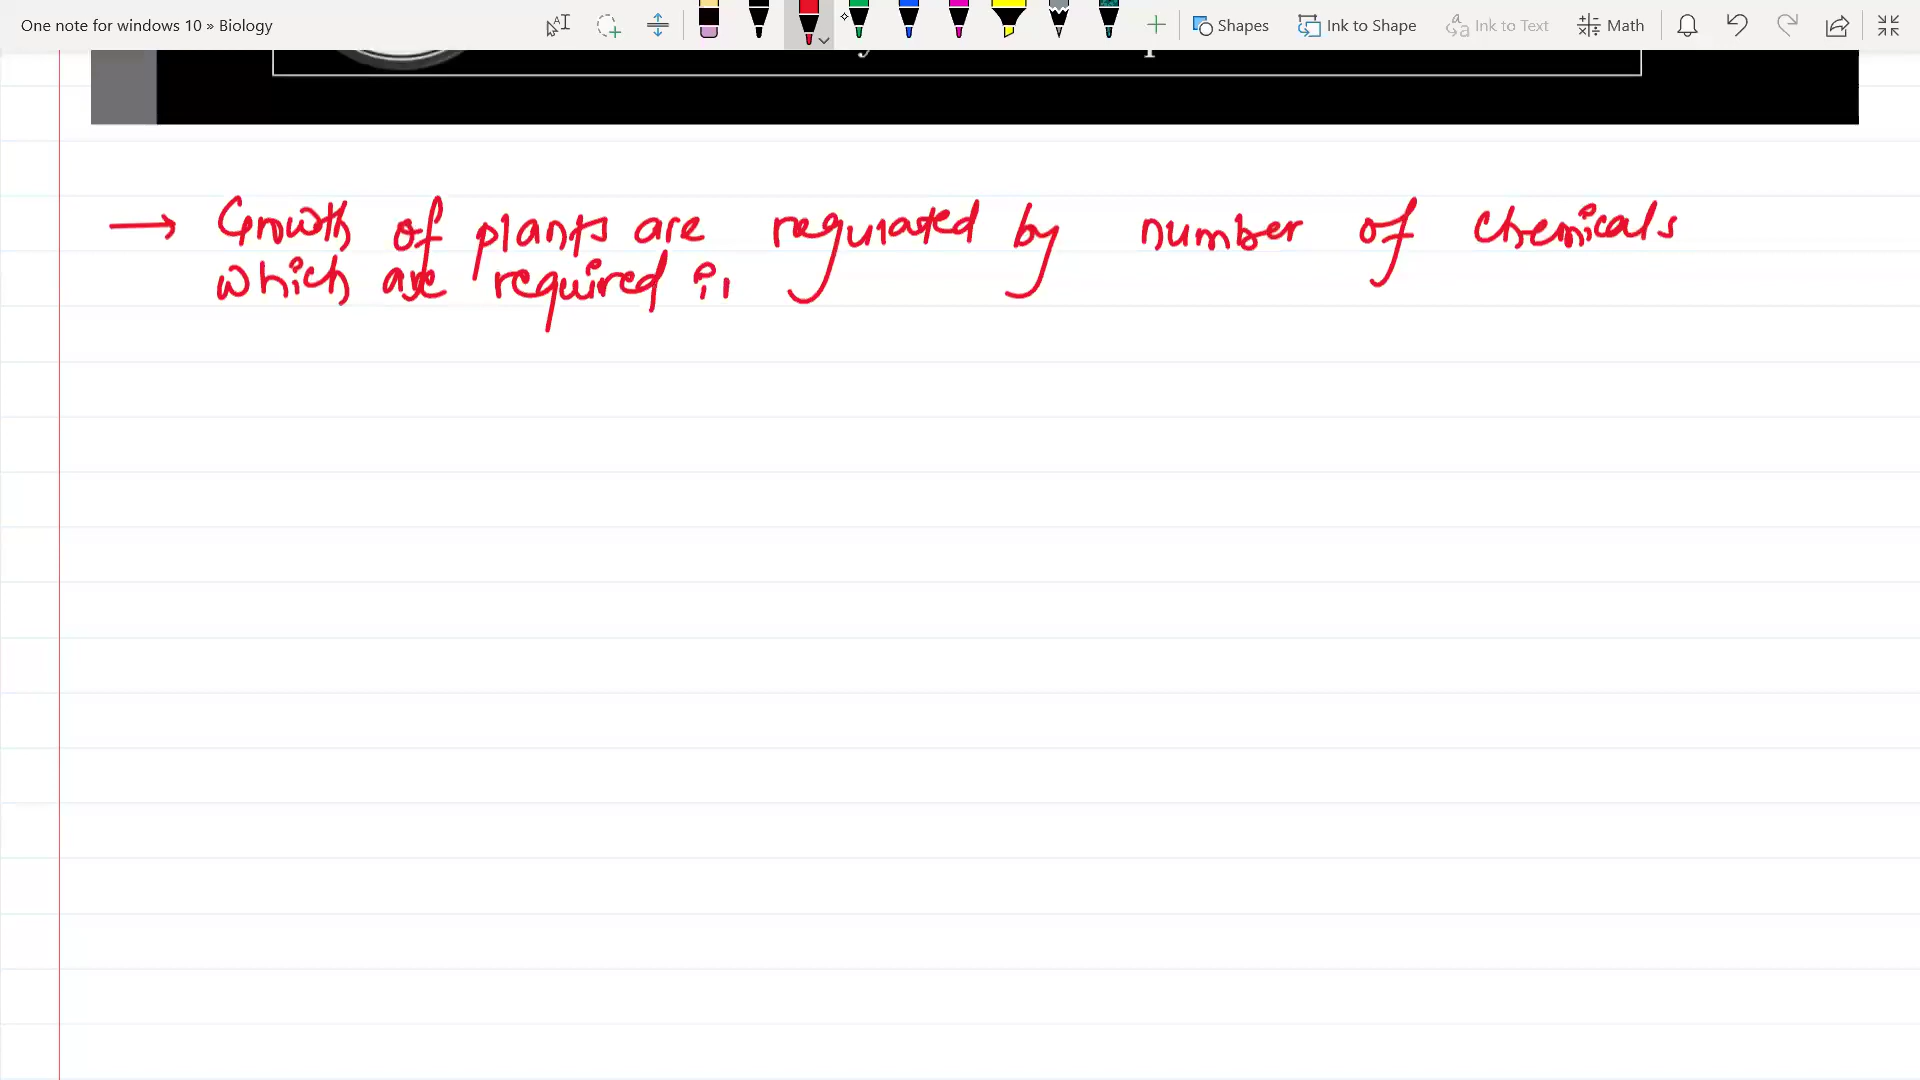 One note for windows 10 » Biology
Shapes
Ink to Shape
Ink to Text
Math
→ Growth of plants are regulated by number of chemicals
which are required